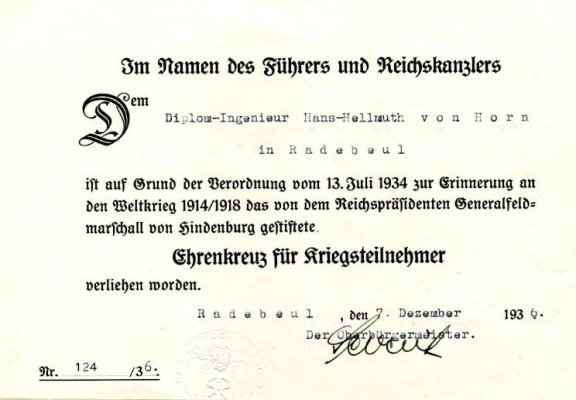 Im Namen des Führers und Reichskanzlers
Dem
Diplom-Ingenieur Hans-Hellmuth von Horn
in Radebeul
ist auf Grund der Verordnung vom 13. Juli 1934 zur Erinnerung an
den Weltkrieg 1914/1918 das von dem Reichspräsidenten Generalfeld-
marschall von Hindenburg gestiftete
Ehrenkreuz für Kriegsteilnehmer
verliehen worden.
Radebeul, den 7. Dezember 1936.
Der Oberbürgermeister.
Nr. 124 /36.